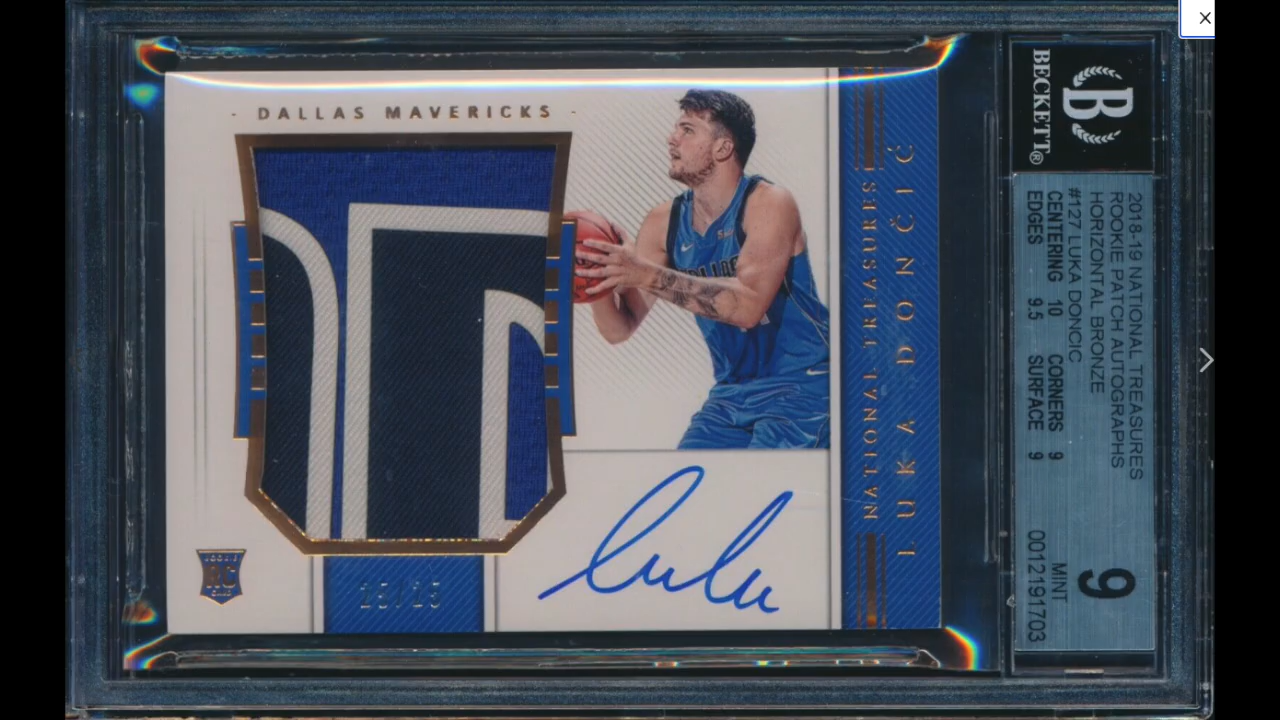 - DALLAS MAVERICKS -
LUKA DONČIĆ
NATIONAL TREASURES
RC
25/25
BECKETT®
B
2018-19 NATIONAL TREASURES
ROOKIE PATCH AUTOGRAPHS
HORIZONTAL BRONZE
#127 LUKA DONCIC
CENTERING 10 CORNERS 9
EDGES 9.5 SURFACE 9
9
MINT
0012191703